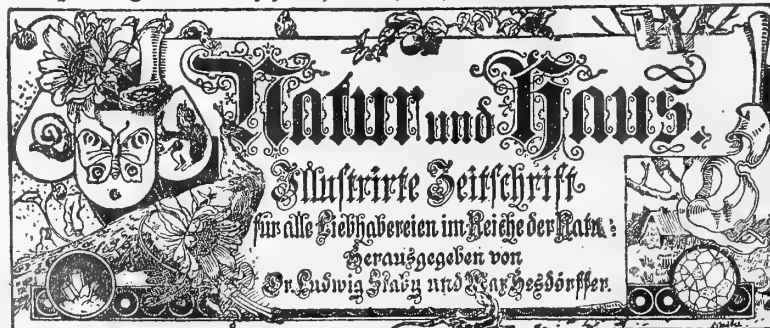 Natur und Haus.
Illustrirte Zeitschrift
für alle Liebhabereien im Reiche der Natur:
Herausgegeben von
Dr. Ludwig Staby und Max Hesdörffer.